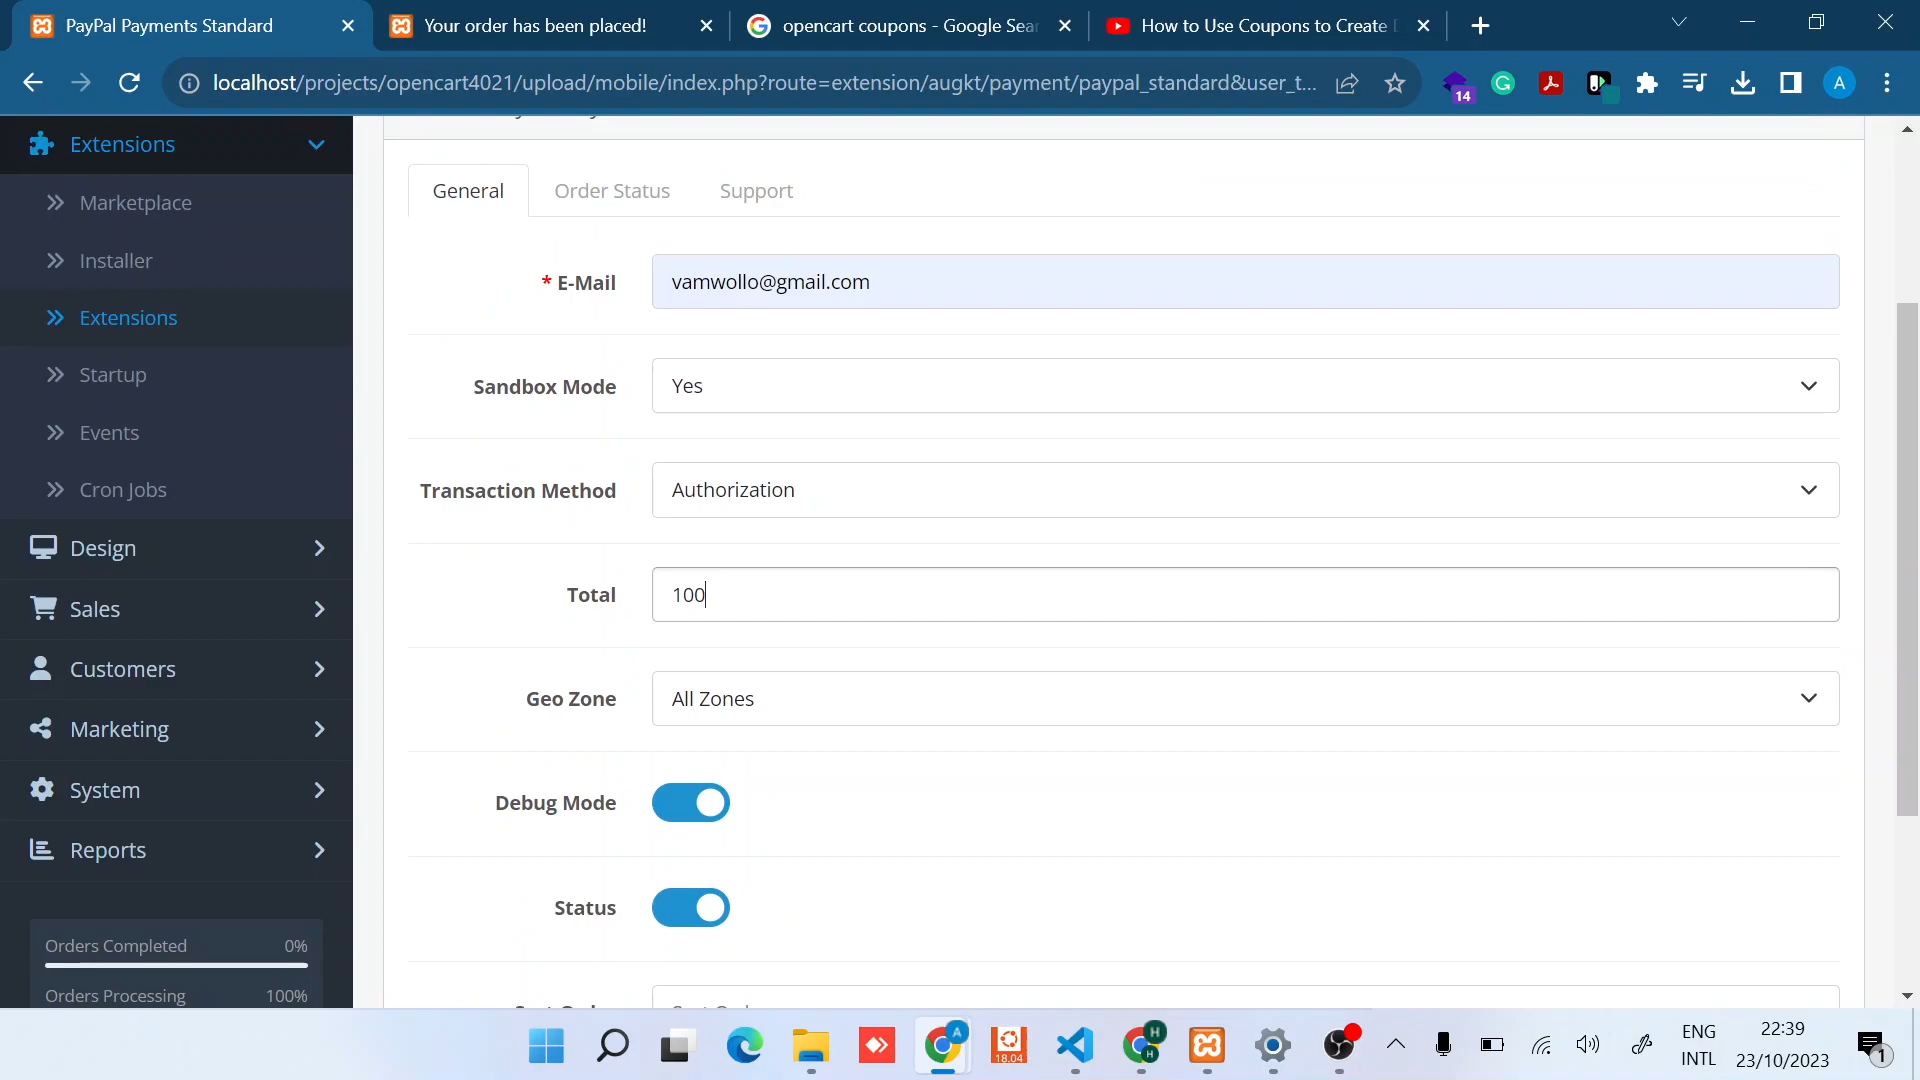 PayPal Payments Standard
Your order has been placed!
opencart coupons - Google Sear
How to Use Coupons to Create
localhost/projects/opencart4021/upload/mobile/index.php?route=extension/augkt/payment/paypal_standard&user_t...
14
A
Extensions
Marketplace
Installer
Extensions
Startup
Events
Cron Jobs
Design
Sales
Customers
Marketing
System
Reports
Orders Completed 0%
Orders Processing 100%
General Order Status Support
* E-Mail vamwollo@gmail.com
Sandbox Mode Yes
Transaction Method Authorization
Total 100
Geo Zone All Zones
Debug Mode
Status
A
18.04
H
H
ENG
INTL
22:39
23/10/2023
1